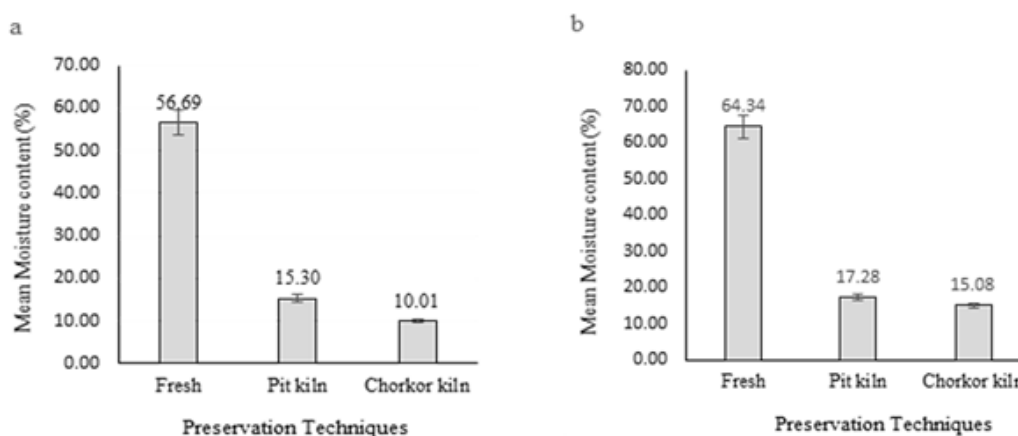 a
Mean Moisture content (%)
70.00
60.00
50.00
40.00
30.00
20.00
10.00
0.00
56.69
15.30
10.01
Fresh
Pit kiln
Chorkor kiln
Preservation Techniques
b
Mean Moisture content (%)
80.00
70.00
60.00
50.00
40.00
30.00
20.00
10.00
0.00
64.34
17.28
15.08
Fresh
Pit kiln
Chorkor kiln
Preservation Techniques